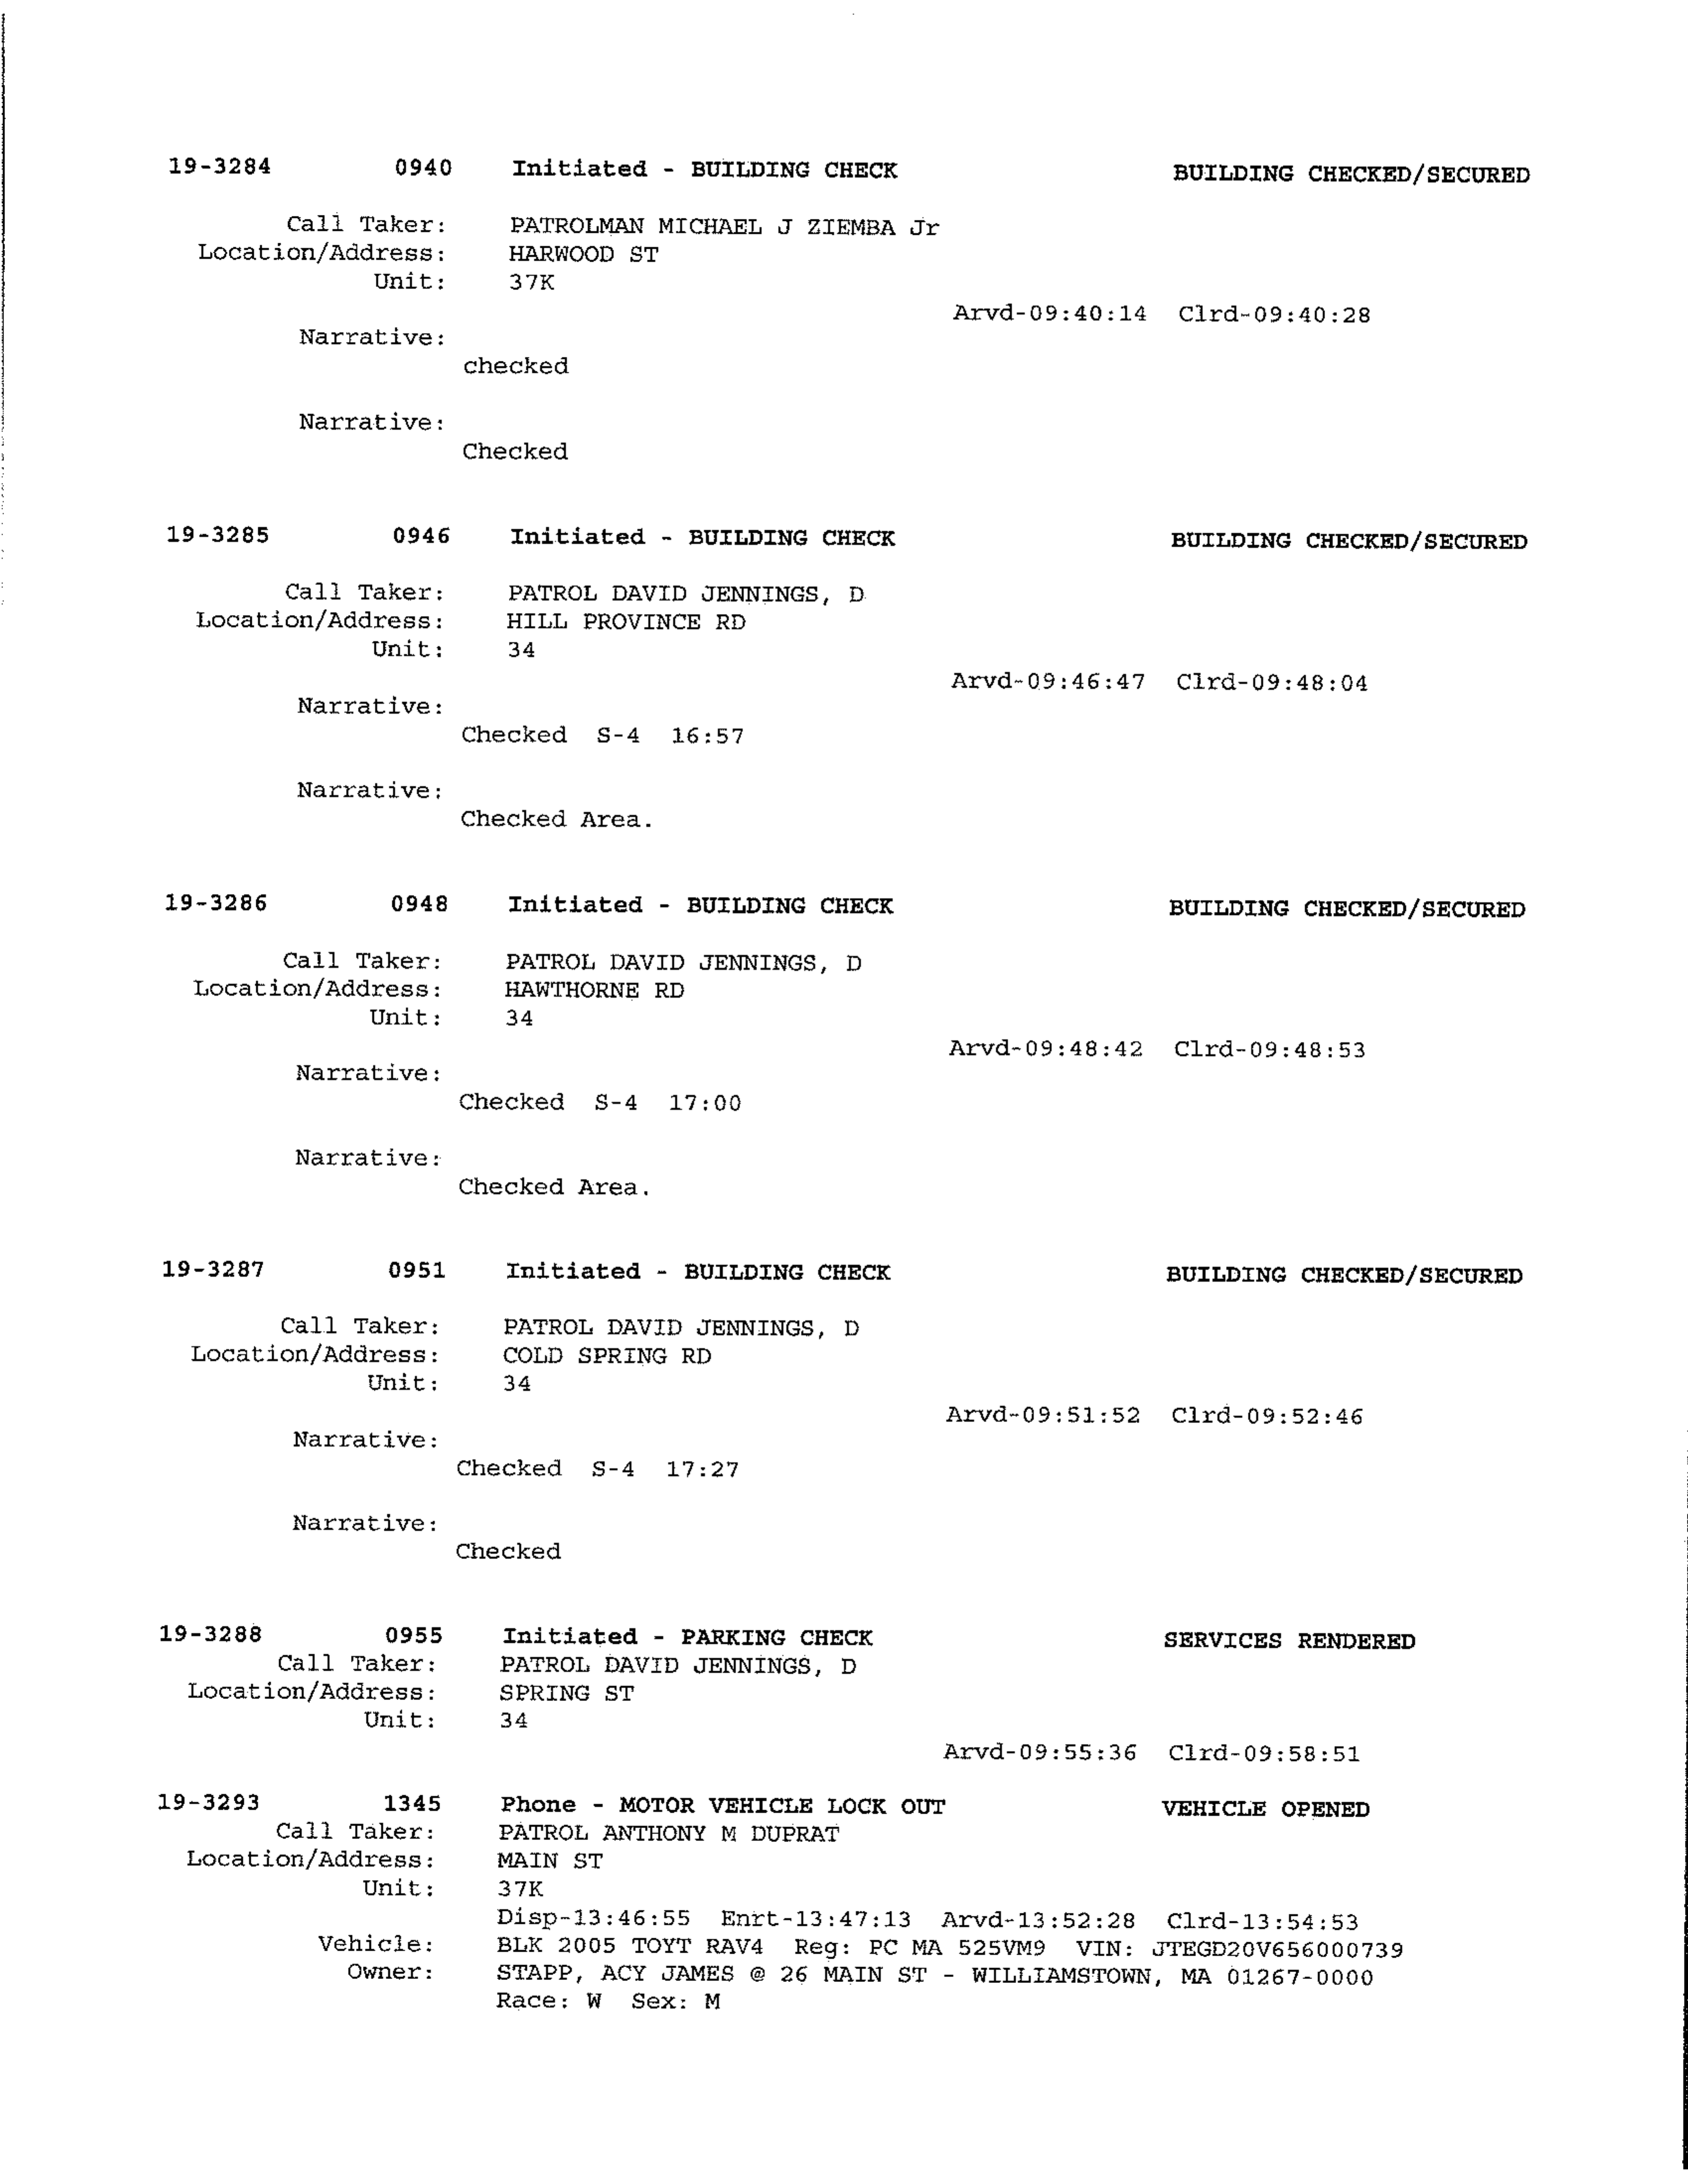 19-3284 0940 Initiated - BUILDING CHECK BUILDING CHECKED/SECURED
Call Taker: PATROLMAN MICHAEL J ZIEMBA Jr
Location/Address: HARWOOD ST
Unit: 37K
Arvd-09:40:14 Clrd-09:40:28
Narrative:
checked
Narrative:
Checked
19-3285 0946 Initiated - BUILDING CHECK BUILDING CHECKED/SECURED
Call Taker: PATROL DAVID JENNINGS, D
Location/Address: HILL PROVINCE RD
Unit: 34
Arvd-09:46:47 Clrd-09:48:04
Narrative:
Checked S-4 16:57
Narrative:
Checked Area.
19-3286 0948 Initiated - BUILDING CHECK BUILDING CHECKED/SECURED
Call Taker: PATROL DAVID JENNINGS, D
Location/Address: HAWTHORNE RD
Unit: 34
Arvd-09:48:42 Clrd-09:48:53
Narrative:
Checked S-4 17:00
Narrative:
Checked Area.
19-3287 0951 Initiated - BUILDING CHECK BUILDING CHECKED/SECURED
Call Taker: PATROL DAVID JENNINGS, D
Location/Address: COLD SPRING RD
Unit: 34
Arvd-09:51:52 Clrd-09:52:46
Narrative:
Checked S-4 17:27
Narrative:
Checked
19-3288 0955 Initiated - PARKING CHECK SERVICES RENDERED
Call Taker: PATROL DAVID JENNINGS, D
Location/Address: SPRING ST
Unit: 34
Arvd-09:55:36 Clrd-09:58:51
19-3293 1345 Phone - MOTOR VEHICLE LOCK OUT VEHICLE OPENED
Call Taker: PATROL ANTHONY M DUPRAT
Location/Address: MAIN ST
Unit: 37K
Disp-13:46:55 Enrt-13:47:13 Arvd-13:52:28 Clrd-13:54:53
Vehicle: BLK 2005 TOYT RAV4 Reg: PC MA 525VM9 VIN: JTEGD20V656000739
Owner: STAPP, ACY JAMES @ 26 MAIN ST - WILLIAMSTOWN, MA 01267-0000
Race: W Sex: M